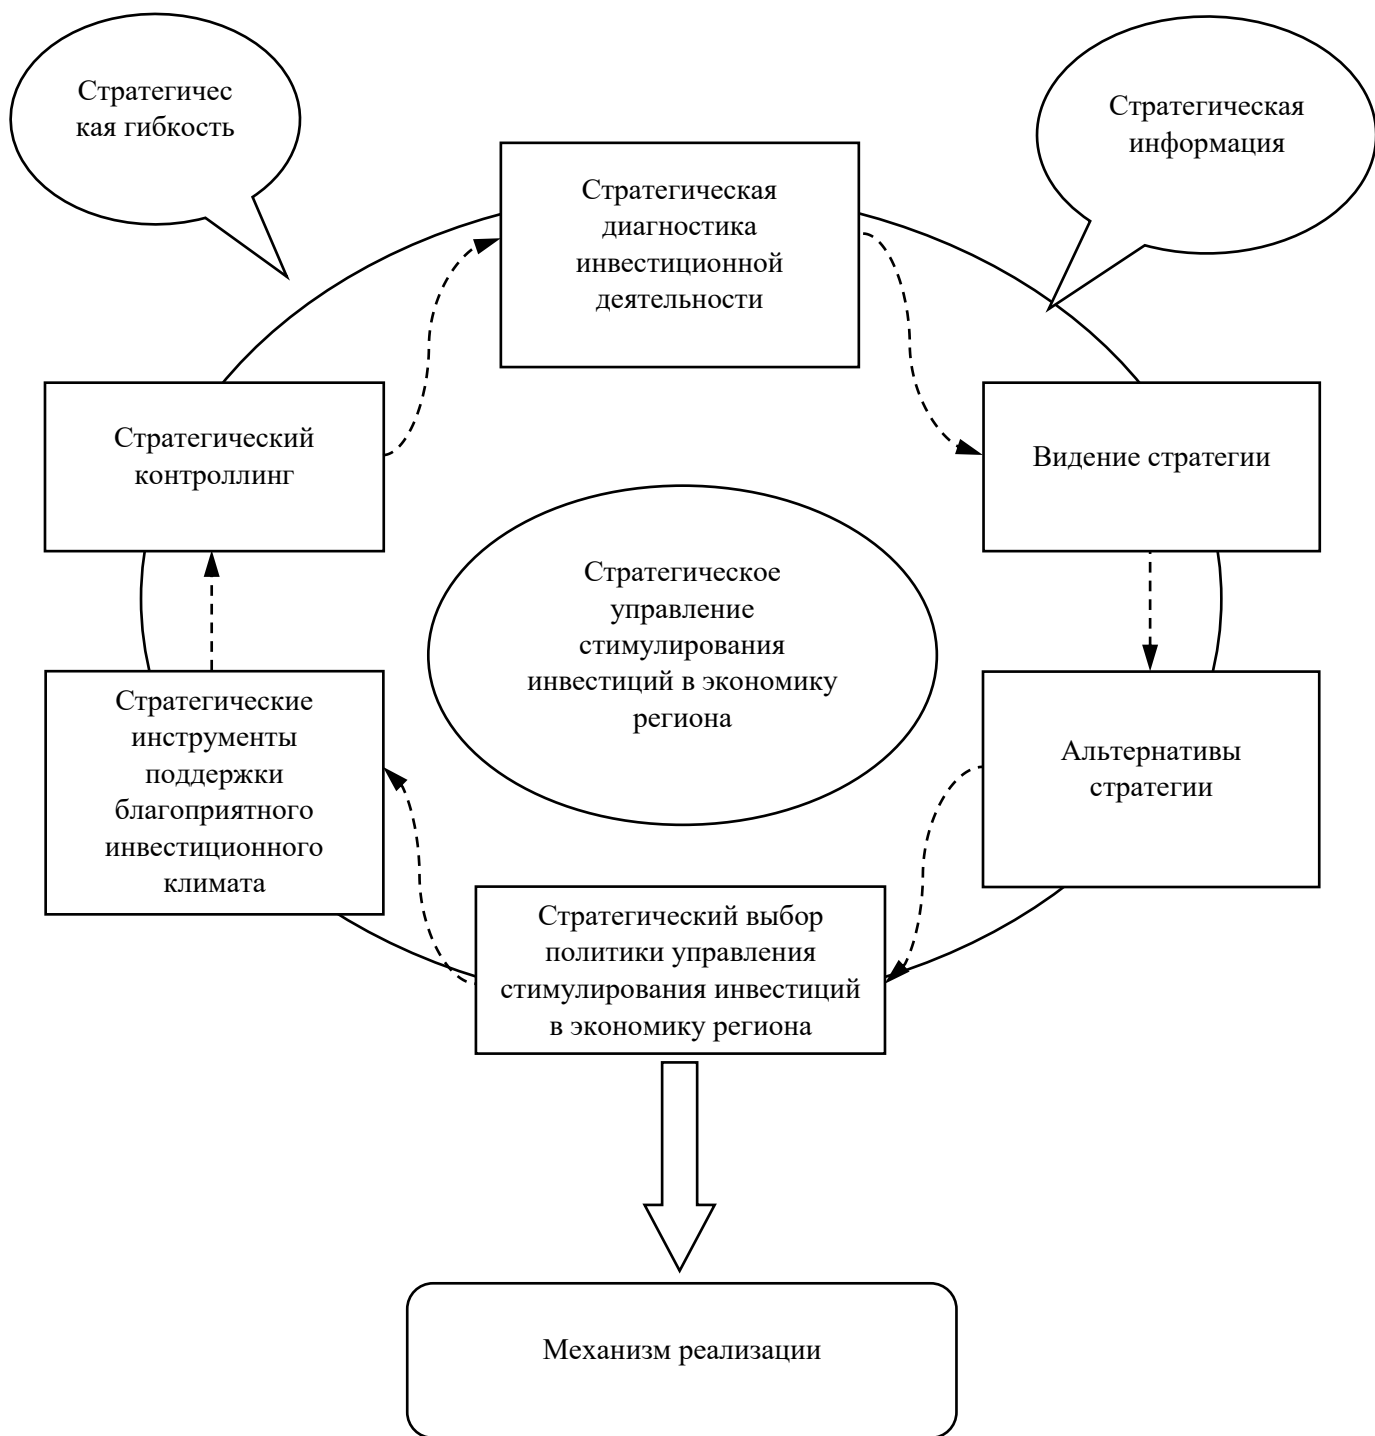 Стратегичес
кая гибкость
Стратегическая
информация
Стратегическая
диагностика
инвестиционной
деятельности
Стратегический
контроллинг
Видение стратегии
Стратегическое
управление
стимулирования
инвестиций в экономику
региона
Стратегические
инструменты
поддержки
благоприятного
инвестиционного
климата
Альтернативы
стратегии
Стратегический выбор
политики управления
стимулирования инвестиций
в экономику региона
Механизм реализации